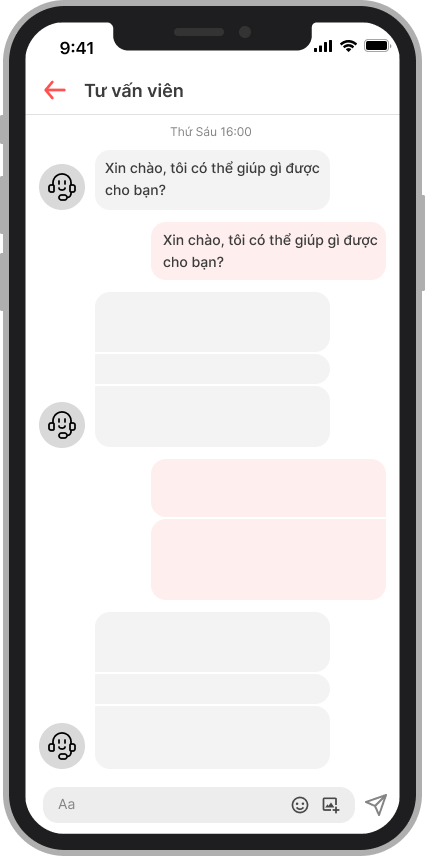 9:41
Tư vấn viên
Thứ Sáu 16:00
Xin chào, tôi có thể giúp gì được
cho bạn?
Xin chào, tôi có thể giúp gì được
cho bạn?
Aa